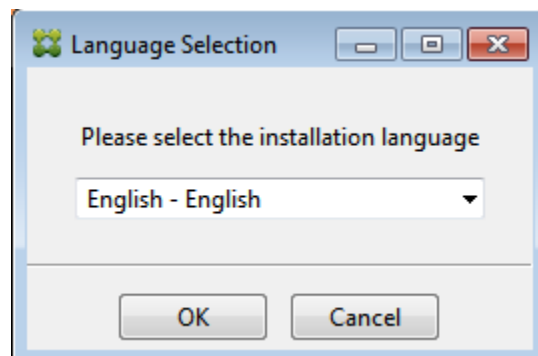 Language Selection
Please select the installation language
English - English
OK
Cancel